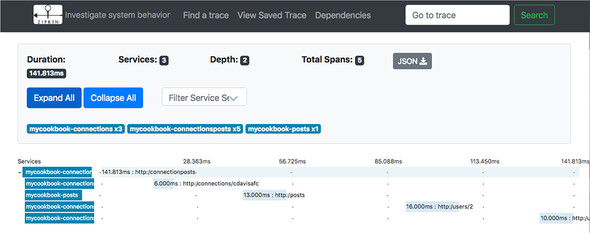 ZIPKIN Investigate system behavior Find a trace View Saved Trace Dependencies Go to trace Search
Duration: Services: 3 Depth: 2 Total Spans: 5 JSON
141.813ms
Expand All Collapse All Filter Service Se
mycookbook-connections x3 mycookbook-connectionsposts x5 mycookbook-posts x1
Services 28.363ms 56.725ms 85.088ms 113.450ms 141.813ms
- mycookbook-connection 141.813ms : http:/connectionposts
mycookbook-connections 6.000ms : http:/connections/cdavisafc
mycookbook-posts 13.000ms : http:/posts
mycookbook-connections 16.000ms : http:/users/2
mycookbook-connections 10.000ms : http:/u